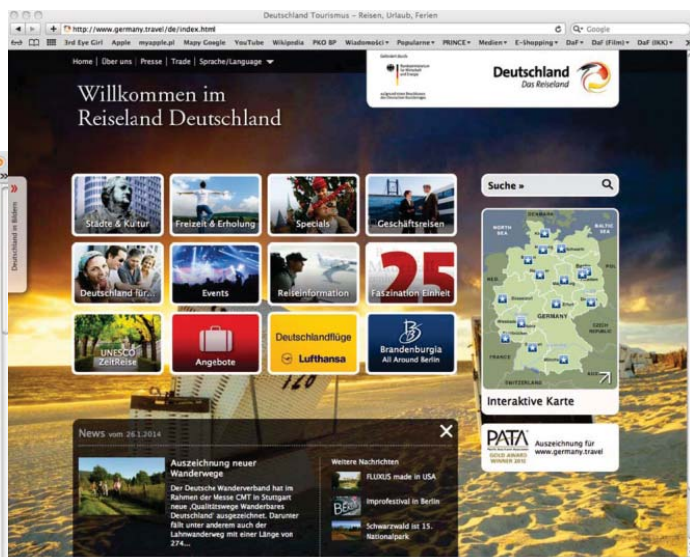 Deutschland Tourismus – Reisen, Urlaub, Ferien
http://www.germany.travel/de/index.html
Google
3rd Eye Girl Apple myapple.pl Mapy Google YouTube Wikipedia PKO BP Wiadomości Popularne PRINCE Medien E-Shopping DaF DaF (Film) DaF (IKK)
Home | Über uns | Presse | Trade | Sprache/Language
Willkommen im
Reiseland Deutschland
Deutschland
Das Reiseland
Deutschland in Bildern
Städte & Kultur
Freizeit & Erholung
Specials
Geschäftsreisen
Deutschland für...
Events
Reiseinformation
25
Faszination Einheit
UNESCO
ZeitReise
Angebote
Deutschlandflüge
Lufthansa
Brandenburgia
All Around Berlin
Suche »
DENMARK
NORTH
SEA
BALTIC
SEA
GERMANY
CZECH
REPUBLIC
FRANCE
SWITZERLAND
Interaktive Karte
PATA
GOLD AWARD
WINNER 2012
Auszeichnung für
www.germany.travel
News vom 26.1.2014
Auszeichnung neuer
Wanderwege
Der Deutsche Wanderverband hat im
Rahmen der Messe CMT in Stuttgart
neue ‚Qualitätswege Wanderbares
Deutschland' ausgezeichnet. Darunter
fällt unter anderem auch der
Lahnwanderweg mit einer Länge von
274...
Weitere Nachrichten
FLUXUS made in USA
Improfestival in Berlin
Schwarzwald ist 15.
Nationalpark